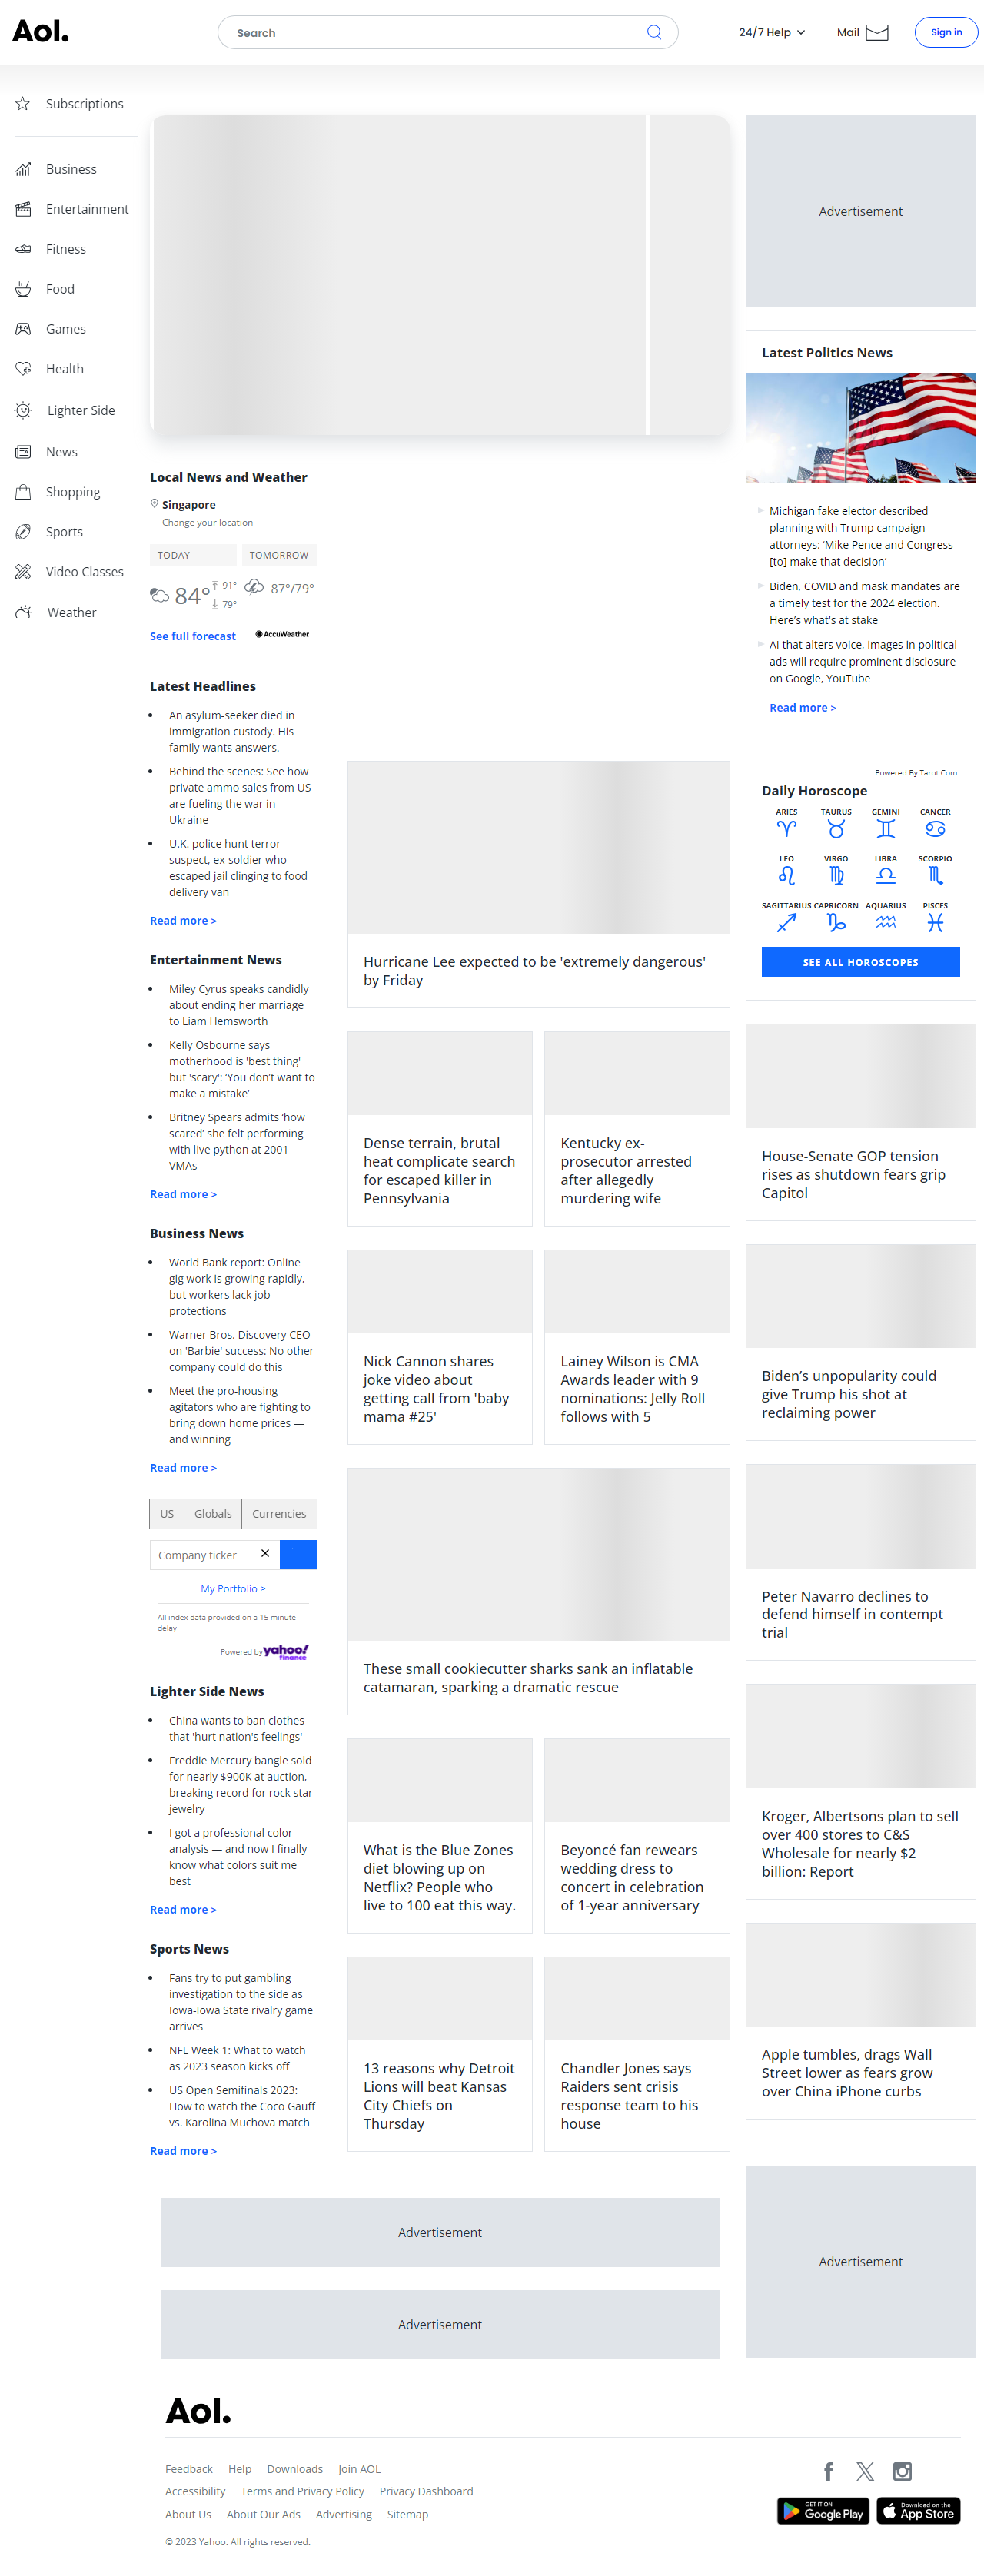 Aol.
Search
24/7 Help
Mail
Sign in
Subscriptions
Business
Entertainment
Fitness
Food
Games
Health
Lighter Side
News
Shopping
Sports
Video Classes
Weather
Local News and Weather
Singapore
Change your location
TODAY
TOMORROW
84°
91°
79°
87°/79°
See full forecast
AccuWeather
Latest Headlines
An asylum-seeker died in
immigration custody. His
family wants answers.
Behind the scenes: See how
private ammo sales from US
are fueling the war in
Ukraine
U.K. police hunt terror
suspect, ex-soldier who
escaped jail clinging to food
delivery van
Read more >
Entertainment News
Miley Cyrus speaks candidly
about ending her marriage
to Liam Hemsworth
Kelly Osbourne says
motherhood is 'best thing'
but 'scary': ‘You don’t want to
make a mistake’
Britney Spears admits ‘how
scared’ she felt performing
with live python at 2001
VMAs
Read more >
Business News
World Bank report: Online
gig work is growing rapidly,
but workers lack job
protections
Warner Bros. Discovery CEO
on 'Barbie' success: No other
company could do this
Meet the pro-housing
agitators who are fighting to
bring down home prices —
and winning
Read more >
US
Globals
Currencies
Company ticker
My Portfolio >
All index data provided on a 15 minute
delay
Powered by yahoo!
finance
Lighter Side News
China wants to ban clothes
that 'hurt nation's feelings'
Freddie Mercury bangle sold
for nearly $900K at auction,
breaking record for rock star
jewelry
I got a professional color
analysis — and now I finally
know what colors suit me
best
Read more >
Sports News
Fans try to put gambling
investigation to the side as
Iowa-Iowa State rivalry game
arrives
NFL Week 1: What to watch
as 2023 season kicks off
US Open Semifinals 2023:
How to watch the Coco Gauff
vs. Karolina Muchova match
Read more >
Hurricane Lee expected to be 'extremely dangerous'
by Friday
Dense terrain, brutal
heat complicate search
for escaped killer in
Pennsylvania
Kentucky ex-
prosecutor arrested
after allegedly
murdering wife
Nick Cannon shares
joke video about
getting call from 'baby
mama #25'
Lainey Wilson is CMA
Awards leader with 9
nominations: Jelly Roll
follows with 5
These small cookiecutter sharks sank an inflatable
catamaran, sparking a dramatic rescue
What is the Blue Zones
diet blowing up on
Netflix? People who
live to 100 eat this way.
Beyoncé fan rewears
wedding dress to
concert in celebration
of 1-year anniversary
13 reasons why Detroit
Lions will beat Kansas
City Chiefs on
Thursday
Chandler Jones says
Raiders sent crisis
response team to his
house
Advertisement
Latest Politics News
Michigan fake elector described
planning with Trump campaign
attorneys: ‘Mike Pence and Congress
[to] make that decision’
Biden, COVID and mask mandates are
a timely test for the 2024 election.
Here’s what's at stake
AI that alters voice, images in political
ads will require prominent disclosure
on Google, YouTube
Read more >
Powered By Tarot.Com
Daily Horoscope
ARIES
TAURUS
GEMINI
CANCER
LEO
VIRGO
LIBRA
SCORPIO
SAGITTARIUS
CAPRICORN
AQUARIUS
PISCES
SEE ALL HOROSCOPES
House-Senate GOP tension
rises as shutdown fears grip
Capitol
Biden’s unpopularity could
give Trump his shot at
reclaiming power
Peter Navarro declines to
defend himself in contempt
trial
Kroger, Albertsons plan to sell
over 400 stores to C&S
Wholesale for nearly $2
billion: Report
Apple tumbles, drags Wall
Street lower as fears grow
over China iPhone curbs
Advertisement
Advertisement
Advertisement
Aol.
Feedback
Help
Downloads
Join AOL
Accessibility
Terms and Privacy Policy
Privacy Dashboard
About Us
About Our Ads
Advertising
Sitemap
© 2023 Yahoo. All rights reserved.
GET IT ON
Google Play
Download on the
App Store